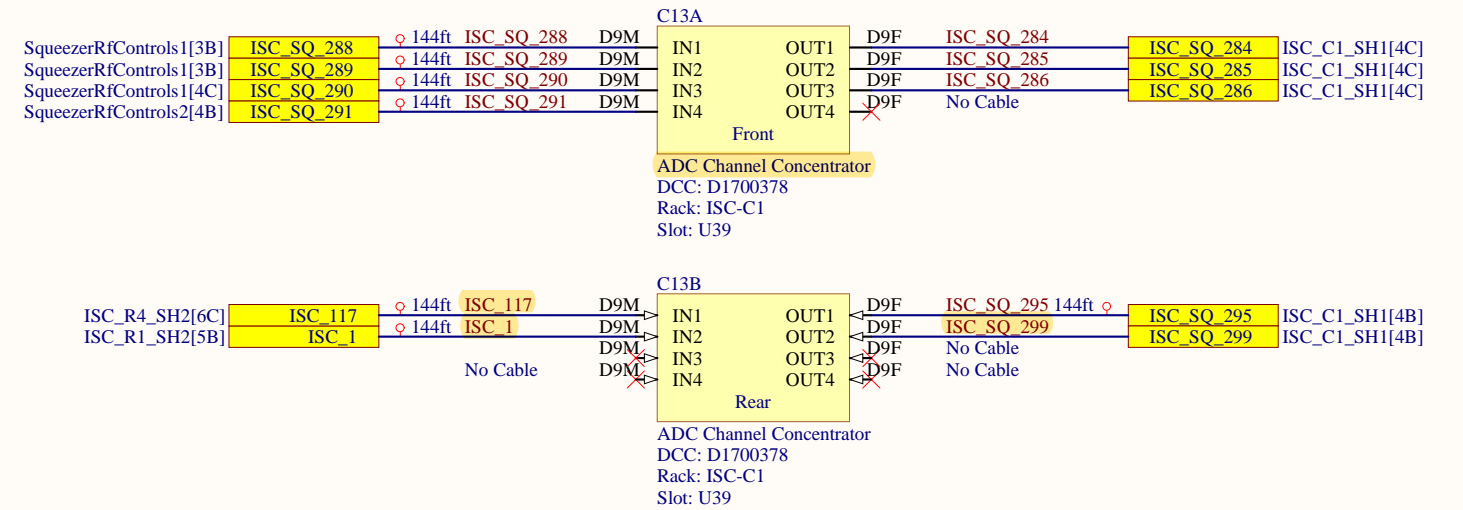 C13A
SqueezerRfControls1[3B] ISC_SQ_288 144ft ISC_SQ_288 D9M IN1 OUT1 D9F ISC_SQ_284 ISC_SQ_284 ISC_C1_SH1[4C]
SqueezerRfControls1[3B] ISC_SQ_289 144ft ISC_SQ_289 D9M IN2 OUT2 D9F ISC_SQ_285 ISC_SQ_285 ISC_C1_SH1[4C]
SqueezerRfControls1[4C] ISC_SQ_290 144ft ISC_SQ_290 D9M IN3 OUT3 D9F ISC_SQ_286 ISC_SQ_286 ISC_C1_SH1[4C]
SqueezerRfControls2[4B] ISC_SQ_291 144ft ISC_SQ_291 D9M IN4 OUT4 D9F No Cable
Front
ADC Channel Concentrator
DCC: D1700378
Rack: ISC-C1
Slot: U39
C13B
ISC_R4_SH2[6C] ISC_117 144ft ISC_117 D9M IN1 OUT1 D9F ISC_SQ_295 144ft ISC_SQ_295 ISC_C1_SH1[4B]
ISC_R1_SH2[5B] ISC_1 144ft ISC_1 D9M IN2 OUT2 D9F ISC_SQ_299 ISC_SQ_299 ISC_C1_SH1[4B]
D9M IN3 OUT3 D9F No Cable
No Cable D9M IN4 OUT4 D9F No Cable
Rear
ADC Channel Concentrator
DCC: D1700378
Rack: ISC-C1
Slot: U39